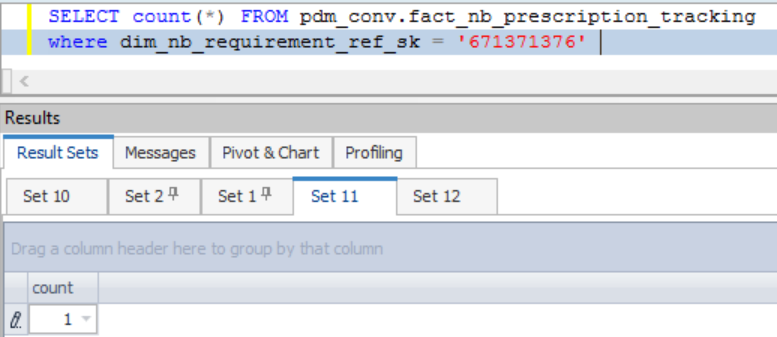 SELECT count(*) FROM pdm_conv.fact_nb_prescription_tracking
where dim_nb_requirement_ref_sk = '671371376'
Results
Result Sets Messages Pivot & Chart Profiling
Set 10 Set 2 Set 1 Set 11 Set 12
Drag a column header here to group by that column
count
1